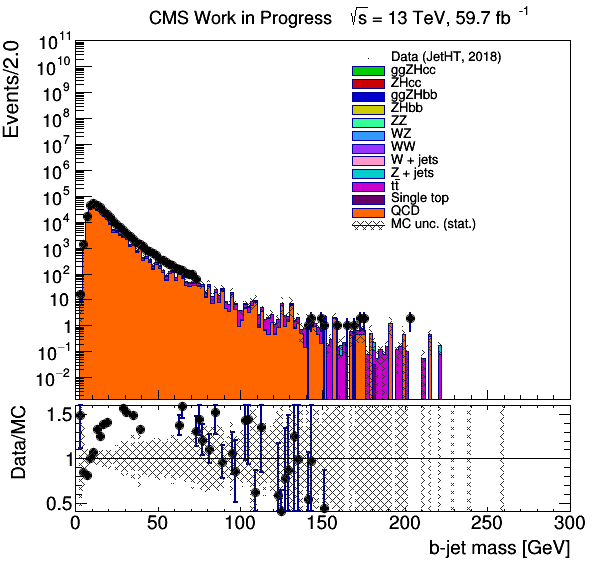 CMS Work in Progress √s = 13 TeV, 59.7 fb⁻¹
Events/2.0
10¹¹
10¹⁰
10⁹
10⁸
10⁷
10⁶
10⁵
10⁴
10³
10²
10
1
10⁻¹
10⁻²
Data (JetHT, 2018)
ggZHcc
ZHcc
ggZHbb
ZHbb
ZZ
WZ
WW
W + jets
Z + jets
tt̄
Single top
QCD
MC unc. (stat.)
Data/MC
1.5
1
0.5
0 50 100 150 200 250 300
b-jet mass [GeV]